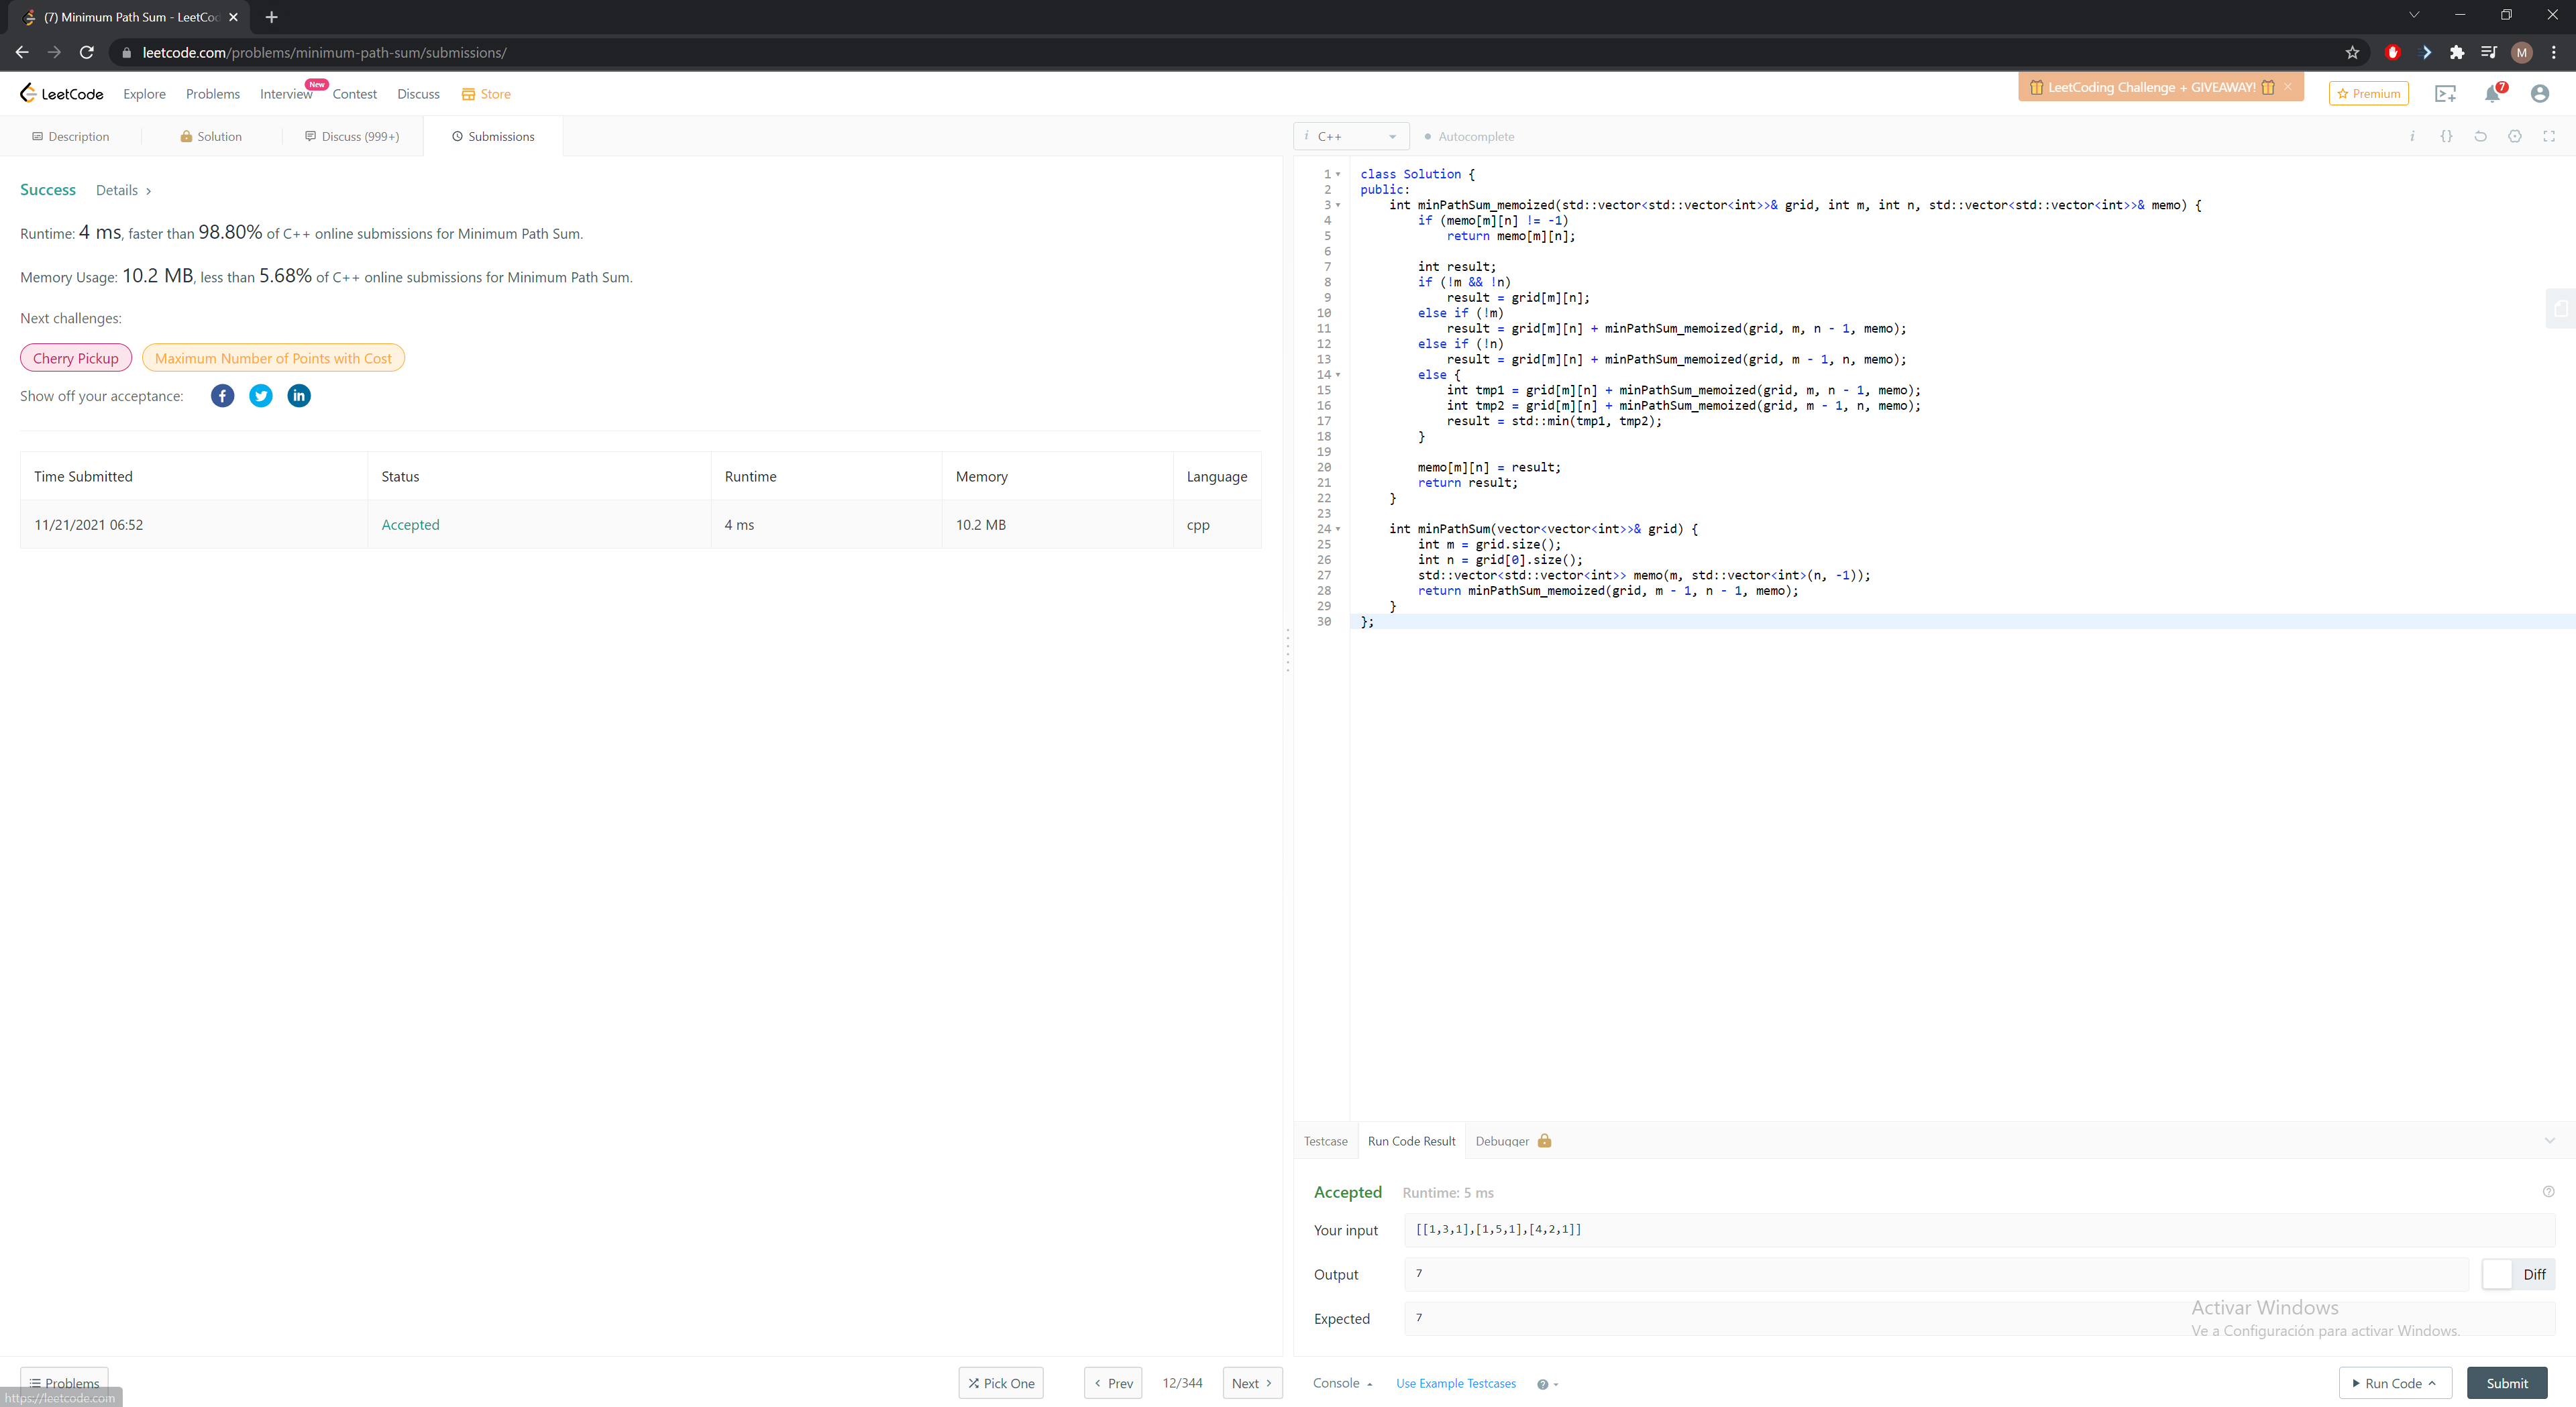 (7) Minimum Path Sum - LeetCod
leetcode.com/problems/minimum-path-sum/submissions/
M
LeetCode Explore Problems Interview New Contest Discuss Store
LeetCoding Challenge + GIVEAWAY!
Premium
7
Description Solution Discuss (999+) Submissions
i C++ Autocomplete
i {}
Success Details >
Runtime: 4 ms, faster than 98.80% of C++ online submissions for Minimum Path Sum.
Memory Usage: 10.2 MB, less than 5.68% of C++ online submissions for Minimum Path Sum.
Next challenges:
Cherry Pickup Maximum Number of Points with Cost
Show off your acceptance:
Time Submitted Status Runtime Memory Language
11/21/2021 06:52 Accepted 4 ms 10.2 MB cpp
1 class Solution {
2 public:
3 int minPathSum_memoized(std::vector<std::vector<int>>& grid, int m, int n, std::vector<std::vector<int>>& memo) {
4 if (memo[m][n] != -1)
5 return memo[m][n];
6
7 int result;
8 if (!m && !n)
9 result = grid[m][n];
10 else if (!m)
11 result = grid[m][n] + minPathSum_memoized(grid, m, n - 1, memo);
12 else if (!n)
13 result = grid[m][n] + minPathSum_memoized(grid, m - 1, n, memo);
14 else {
15 int tmp1 = grid[m][n] + minPathSum_memoized(grid, m, n - 1, memo);
16 int tmp2 = grid[m][n] + minPathSum_memoized(grid, m - 1, n, memo);
17 result = std::min(tmp1, tmp2);
18 }
19
20 memo[m][n] = result;
21 return result;
22 }
23
24 int minPathSum(vector<vector<int>>& grid) {
25 int m = grid.size();
26 int n = grid[0].size();
27 std::vector<std::vector<int>> memo(m, std::vector<int>(n, -1));
28 return minPathSum_memoized(grid, m - 1, n - 1, memo);
29 }
30 };
Testcase Run Code Result Debugger
Accepted Runtime: 5 ms
Your input [[1,3,1],[1,5,1],[4,2,1]]
Output 7 Diff
Expected 7
Activar Windows
Ve a Configuración para activar Windows.
Problems
https://leetcode.com
Pick One < Prev 12/344 Next >
Console Use Example Testcases ?
Run Code Submit